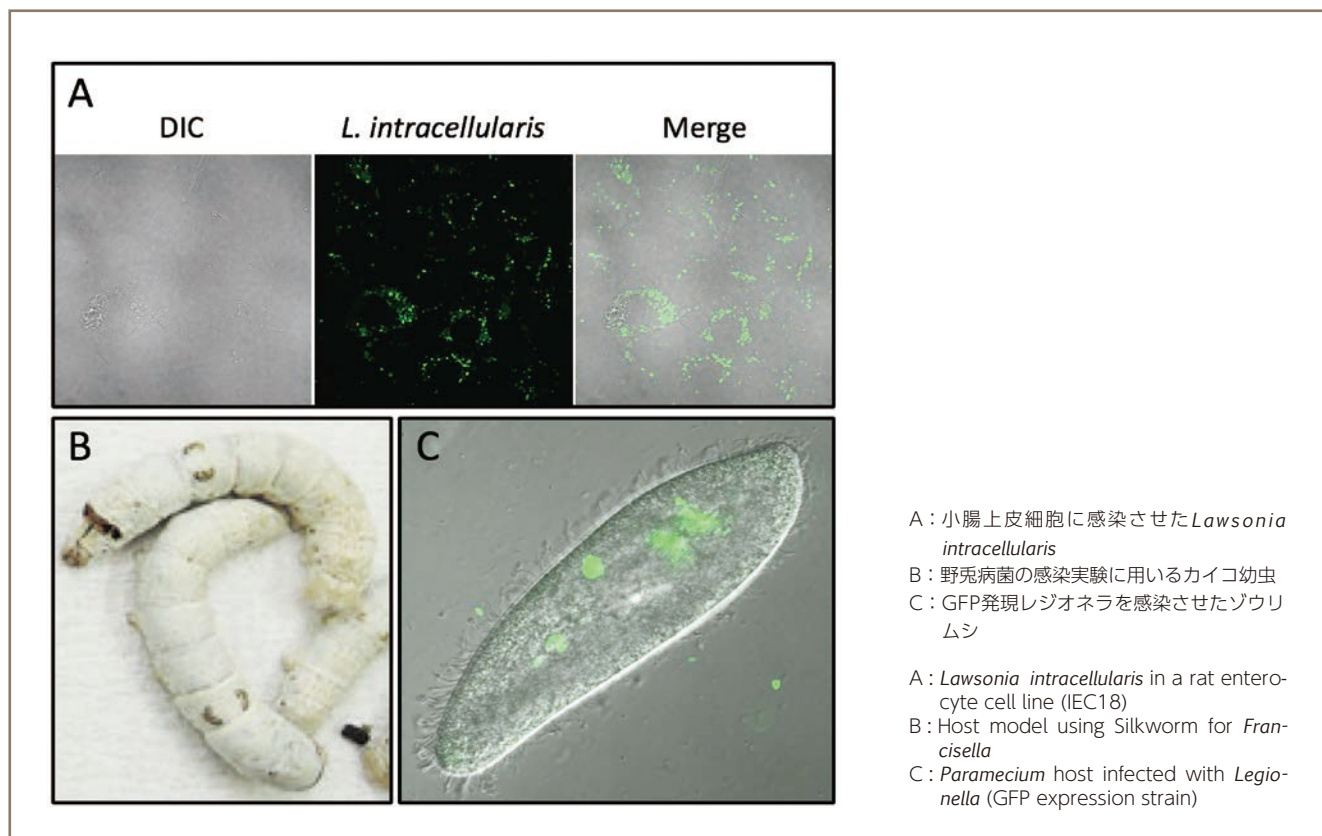 A
DIC
L. intracellularis
Merge
B
C
A：小腸上皮細胞に感染させたLawsonia
intracellularis
B：野兎病菌の感染実験に用いるカイコ幼虫
C：GFP発現レジオネラを感染させたゾウリ
ムシ
A : Lawsonia intracellularis in a rat entero-
cyte cell line (IEC18)
B : Host model using Silkworm for Fran-
cisella
C : Paramecium host infected with Legio-
nella (GFP expression strain)